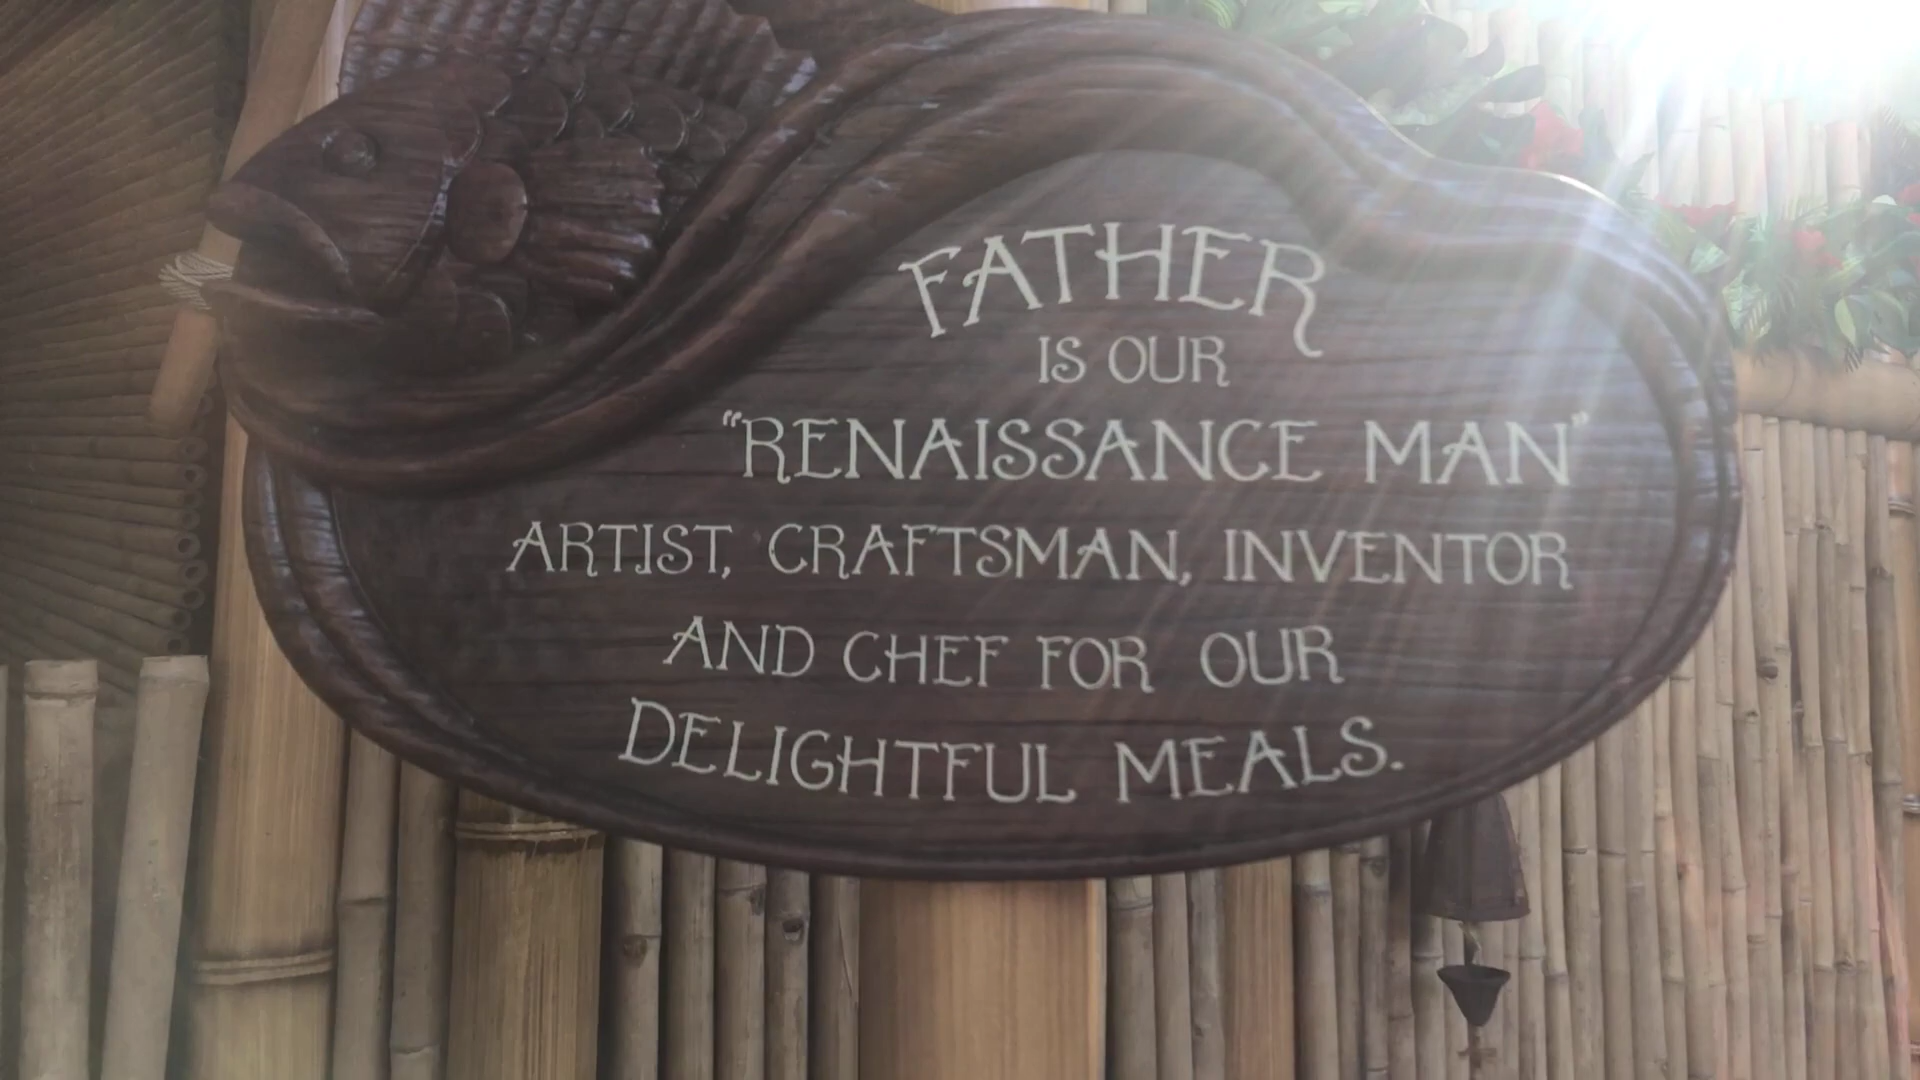 FATHER
IS OUR
"RENAISSANCE MAN"
ARTIST, CRAFTSMAN, INVENTOR
AND CHEF FOR OUR
DELIGHTFUL MEALS.